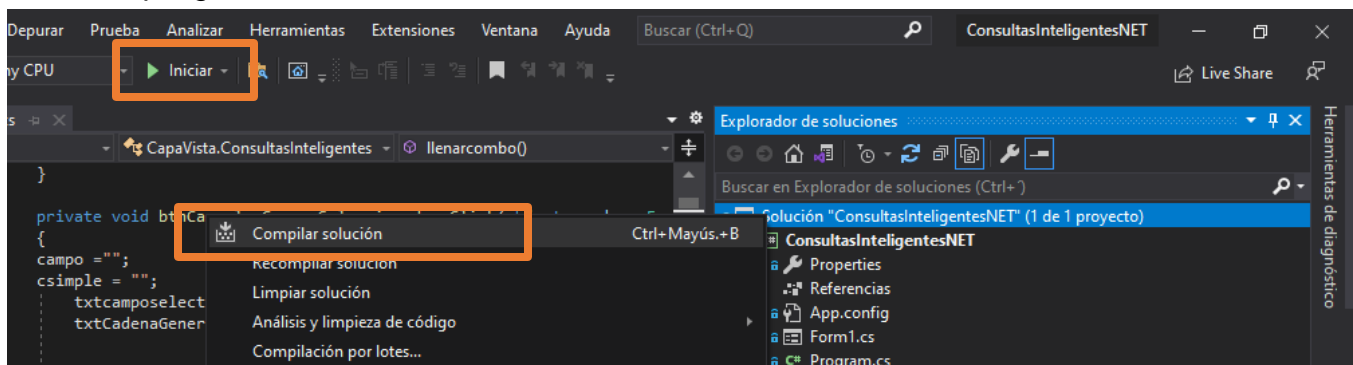 Depurar Prueba Analizar Herramientas Extensiones Ventana Ayuda Buscar (Ctrl+Q) ConsultasInteligentesNET
ny CPU Iniciar Live Share
s Explorador de soluciones
CapaVista.ConsultasInteligentes llenarcombo()
} Buscar en Explorador de soluciones (Ctrl+´)
private void Solución "ConsultasInteligentesNET" (1 de 1 proyecto)
{ Compilar solución Ctrl+Mayús.+B ConsultasInteligentesNET
campo =""; Recompilar solución Properties
csimple = ""; Limpiar solución Referencias
txtcamposelect Análisis y limpieza de código App.config
txtCadenaGener Form1.cs
Compilación por lotes... C# Program.cs
Herramientas de diagnóstico